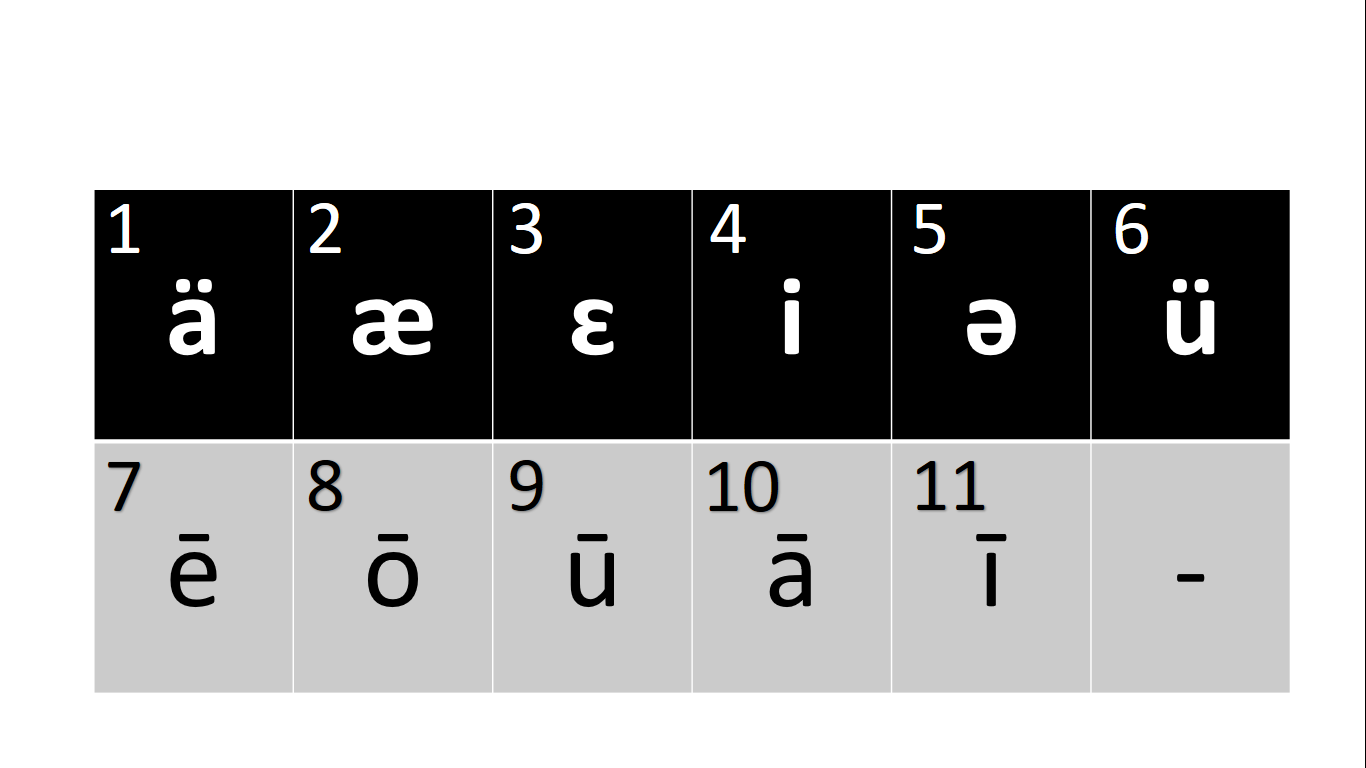 1 2 3 4 5 6
ä æ ɛ i ə ü
7 8 9 10 11
ē ō ū ā ī -